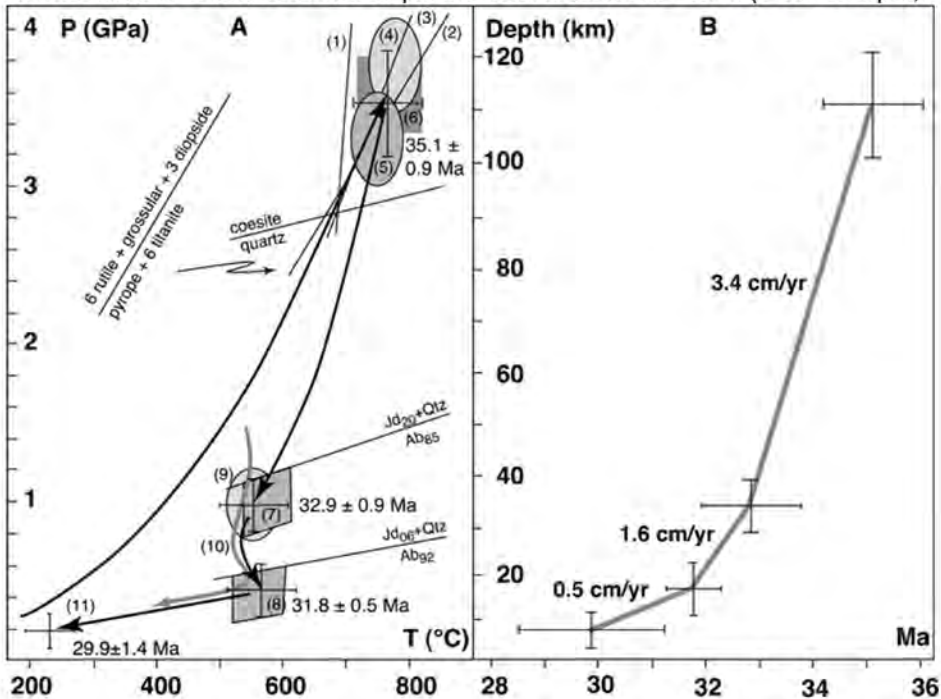 4
P (GPa)
A
(3)
(4)
(2)
(1)
(6)
(5)
35.1 ±
0.9 Ma
3
6 rutile + grossular + 3 diopside
pyrope + 6 titanite
coesite
quartz
2
Jd20+Qtz
Ab85
(9)
1
(7)
32.9 ± 0.9 Ma
(10)
Jd06+Qtz
Ab92
(11)
(8)
31.8 ± 0.5 Ma
T (°C)
29.9±1.4 Ma
200
400
600
800
Depth (km)
B
120
100
80
3.4 cm/yr
40
1.6 cm/yr
20
0.5 cm/yr
Ma
28
30
32
34
36